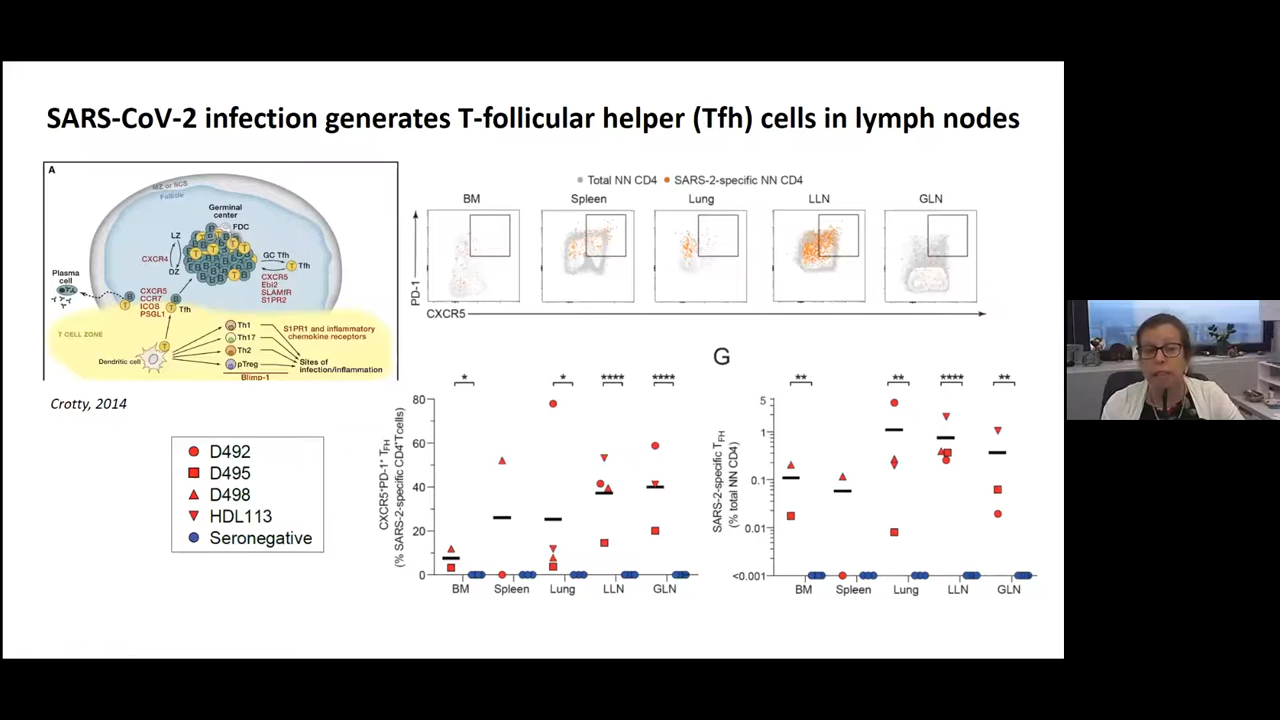 SARS-CoV-2 infection generates T-follicular helper (Tfh) cells in lymph nodes
A
MZ or hCS
Follicle
Germinal
center
FDC
LZ
CXCR4
DZ
GC Tfh
Tfh
CXCR5
Ebi2
SLAMfR
S1PR2
Plasma
cell
CXCR5
CCR7
ICOS
PSGL1
Tfh
T CELL ZONE
Dendritic cell
Th1
Th17
Th2
pTreg
Blimp-1
S1PR1 and inflammatory
chemokine receptors
Sites of
infection/inflammation
Crotty, 2014
Total NN CD4 SARS-2-specific NN CD4
BM Spleen Lung LLN GLN
PD-1
CXCR5
D492
D495
D498
HDL113
Seronegative
* * **** ****
CXCR5+PD-1+ TFH
(% SARS-2-specific CD4+Tcells)
80
60
40
20
0
BM Spleen Lung LLN GLN
G
** ** **** **
SARS-2-specific TFH
(% total NN CD4)
5
1
0.1
0.01
<0.001
BM Spleen Lung LLN GLN